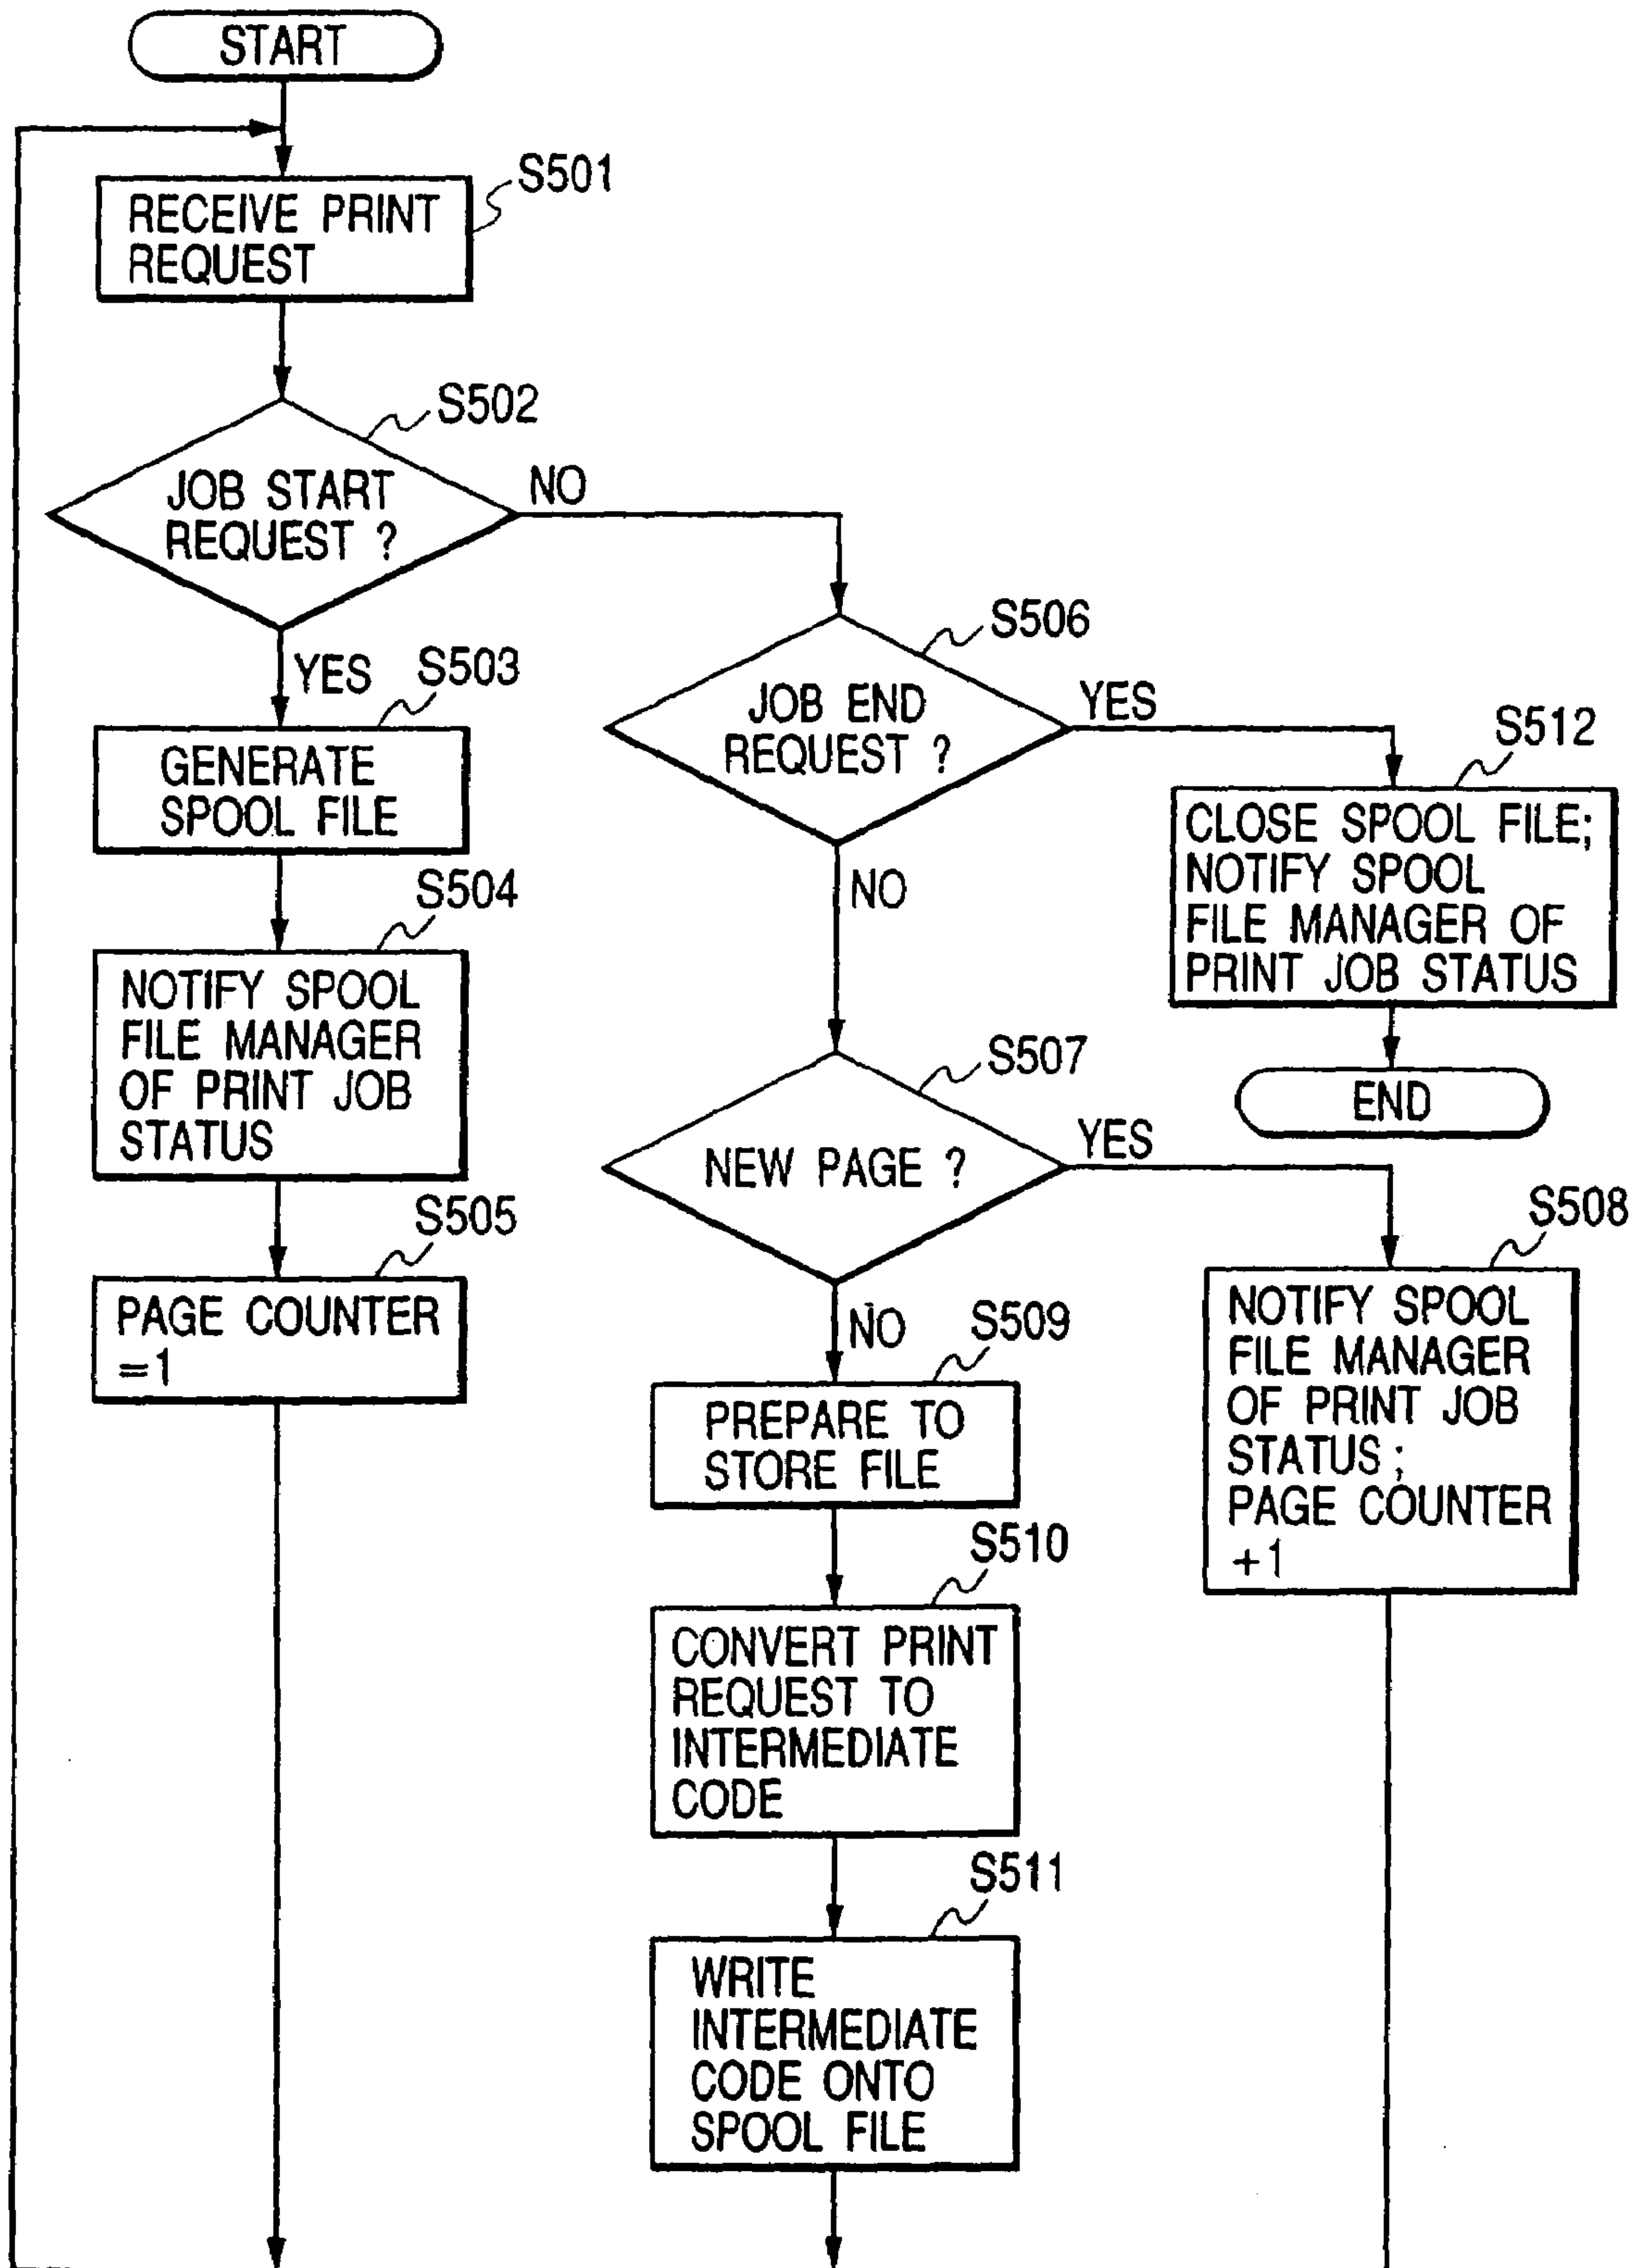 START
S501
RECEIVE PRINT
REQUEST
S502
JOB START
REQUEST ?
NO
YES
S503
GENERATE
SPOOL FILE
S504
NOTIFY SPOOL
FILE MANAGER
OF PRINT JOB
STATUS
S505
PAGE COUNTER
=1
S506
JOB END
REQUEST ?
YES
NO
S512
CLOSE SPOOL FILE;
NOTIFY SPOOL
FILE MANAGER OF
PRINT JOB STATUS
END
S507
NEW PAGE ?
YES
NO
S508
NOTIFY SPOOL
FILE MANAGER
OF PRINT JOB
STATUS ;
PAGE COUNTER
+1
S509
PREPARE TO
STORE FILE
S510
CONVERT PRINT
REQUEST TO
INTERMEDIATE
CODE
S511
WRITE
INTERMEDIATE
CODE ONTO
SPOOL FILE